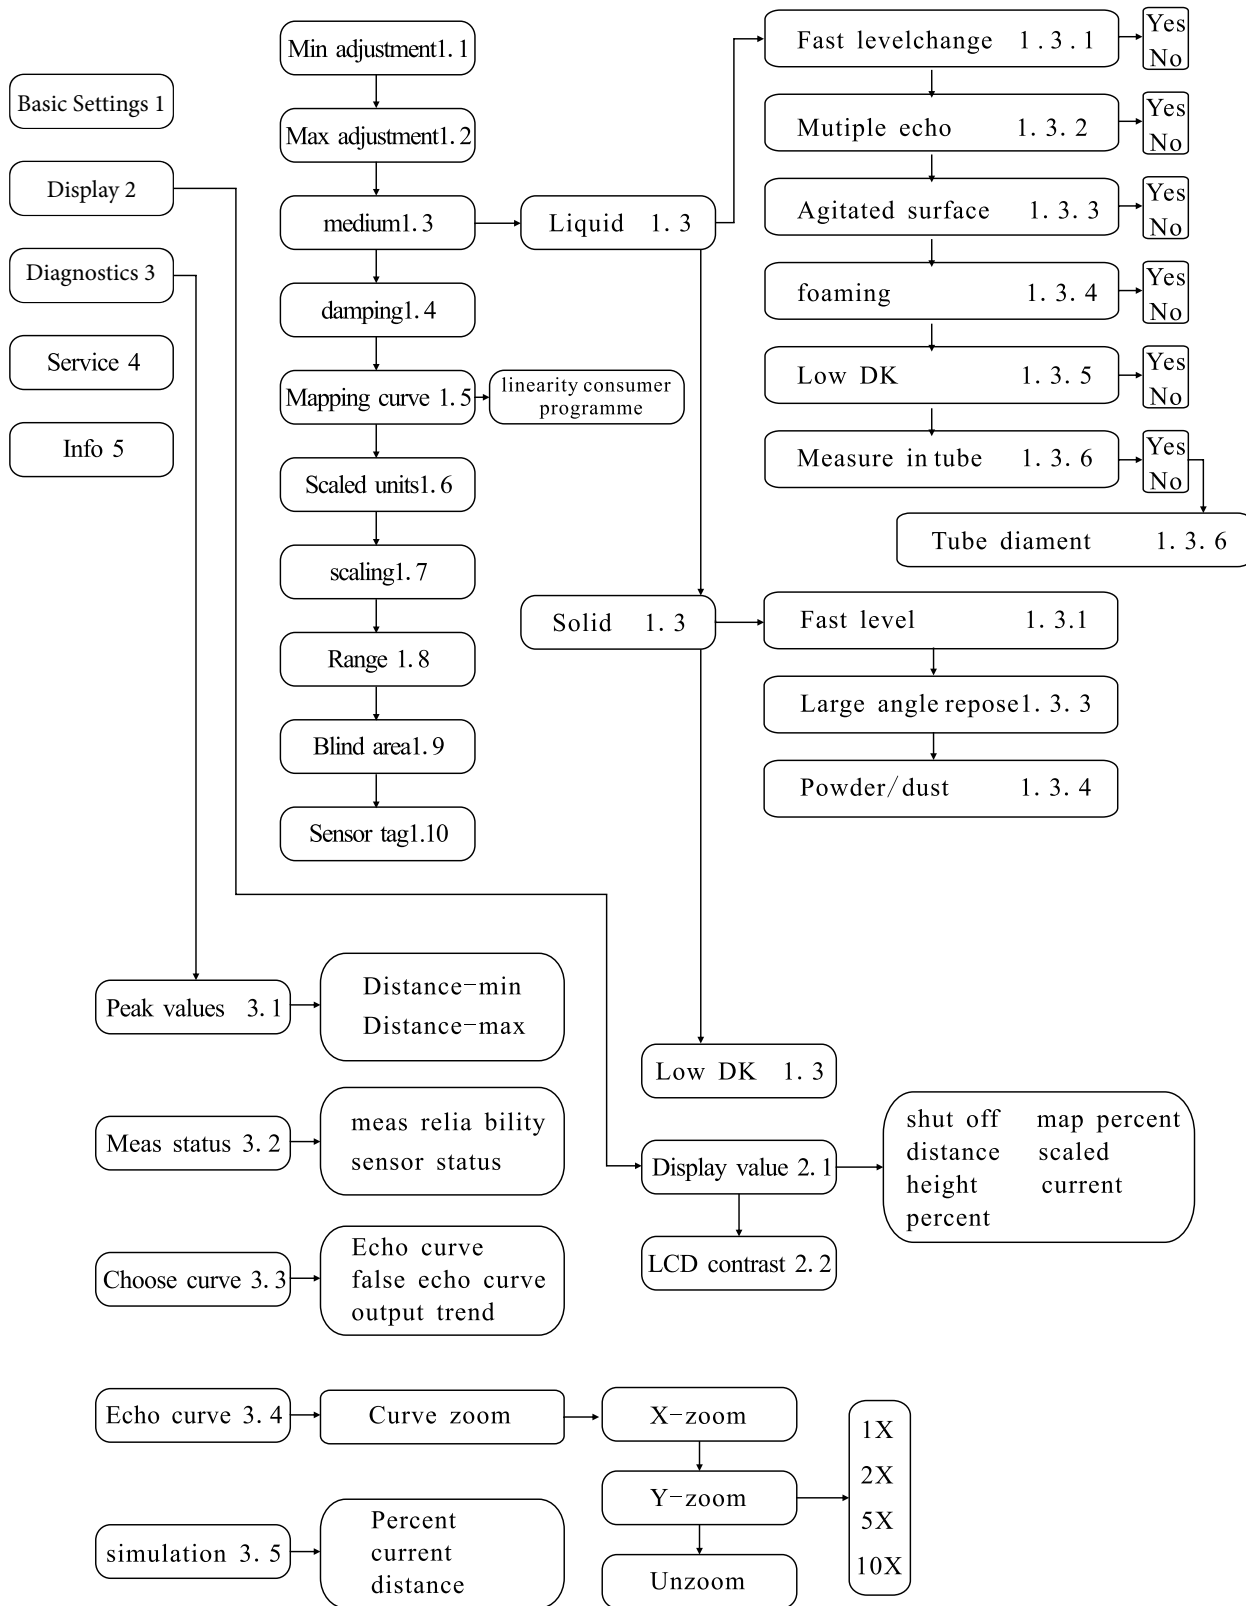 Basic Settings 1
Display 2
Diagnostics 3
Service 4
Info 5
Min adjustment1. 1
Max adjustment1. 2
medium1. 3
damping1. 4
Mapping curve 1. 5
linearity consumer
programme
Scaled units1. 6
scaling1. 7
Range 1. 8
Blind area1. 9
Sensor tag1.10
Liquid 1. 3
Fast levelchange 1 . 3 . 1
Yes
No
Mutiple echo 1. 3. 2
Yes
No
Agitated surface 1. 3. 3
Yes
No
foaming 1. 3. 4
Yes
No
Low DK 1. 3. 5
Yes
No
Measure in tube 1. 3. 6
Yes
No
Tube diament 1. 3. 6
Solid 1. 3
Fast level 1. 3.1
Large angle repose1. 3. 3
Powder/dust 1. 3. 4
Low DK 1. 3
Display value 2. 1
shut off map percent
distance scaled
height current
percent
LCD contrast 2. 2
Peak values 3. 1
Distance-min
Distance-max
Meas status 3. 2
meas relia bility
sensor status
Choose curve 3. 3
Echo curve
false echo curve
output trend
Echo curve 3. 4
Curve zoom
X-zoom
Y-zoom
Unzoom
1X
2X
5X
10X
simulation 3. 5
Percent
current
distance